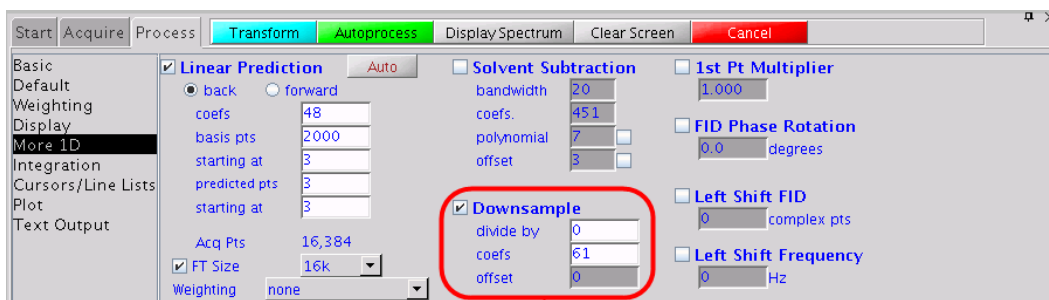 Start Acquire Process Transform Autoprocess Display Spectrum Clear Screen Cancel
Basic
Default
Weighting
Display
More 1D
Integration
Cursors/Line Lists
Plot
Text Output
Linear Prediction Auto
back forward
coefs 48
basis pts 2000
starting at 3
predicted pts 3
starting at 3
Acq Pts 16,384
FT Size 16k
Weighting none
Solvent Subtraction
bandwidth 20
coefs. 451
polynomial 7
offset 3
Downsample
divide by 0
coefs 61
offset 0
1st Pt Multiplier
1.000
FID Phase Rotation
0.0 degrees
Left Shift FID
0 complex pts
Left Shift Frequency
0 Hz